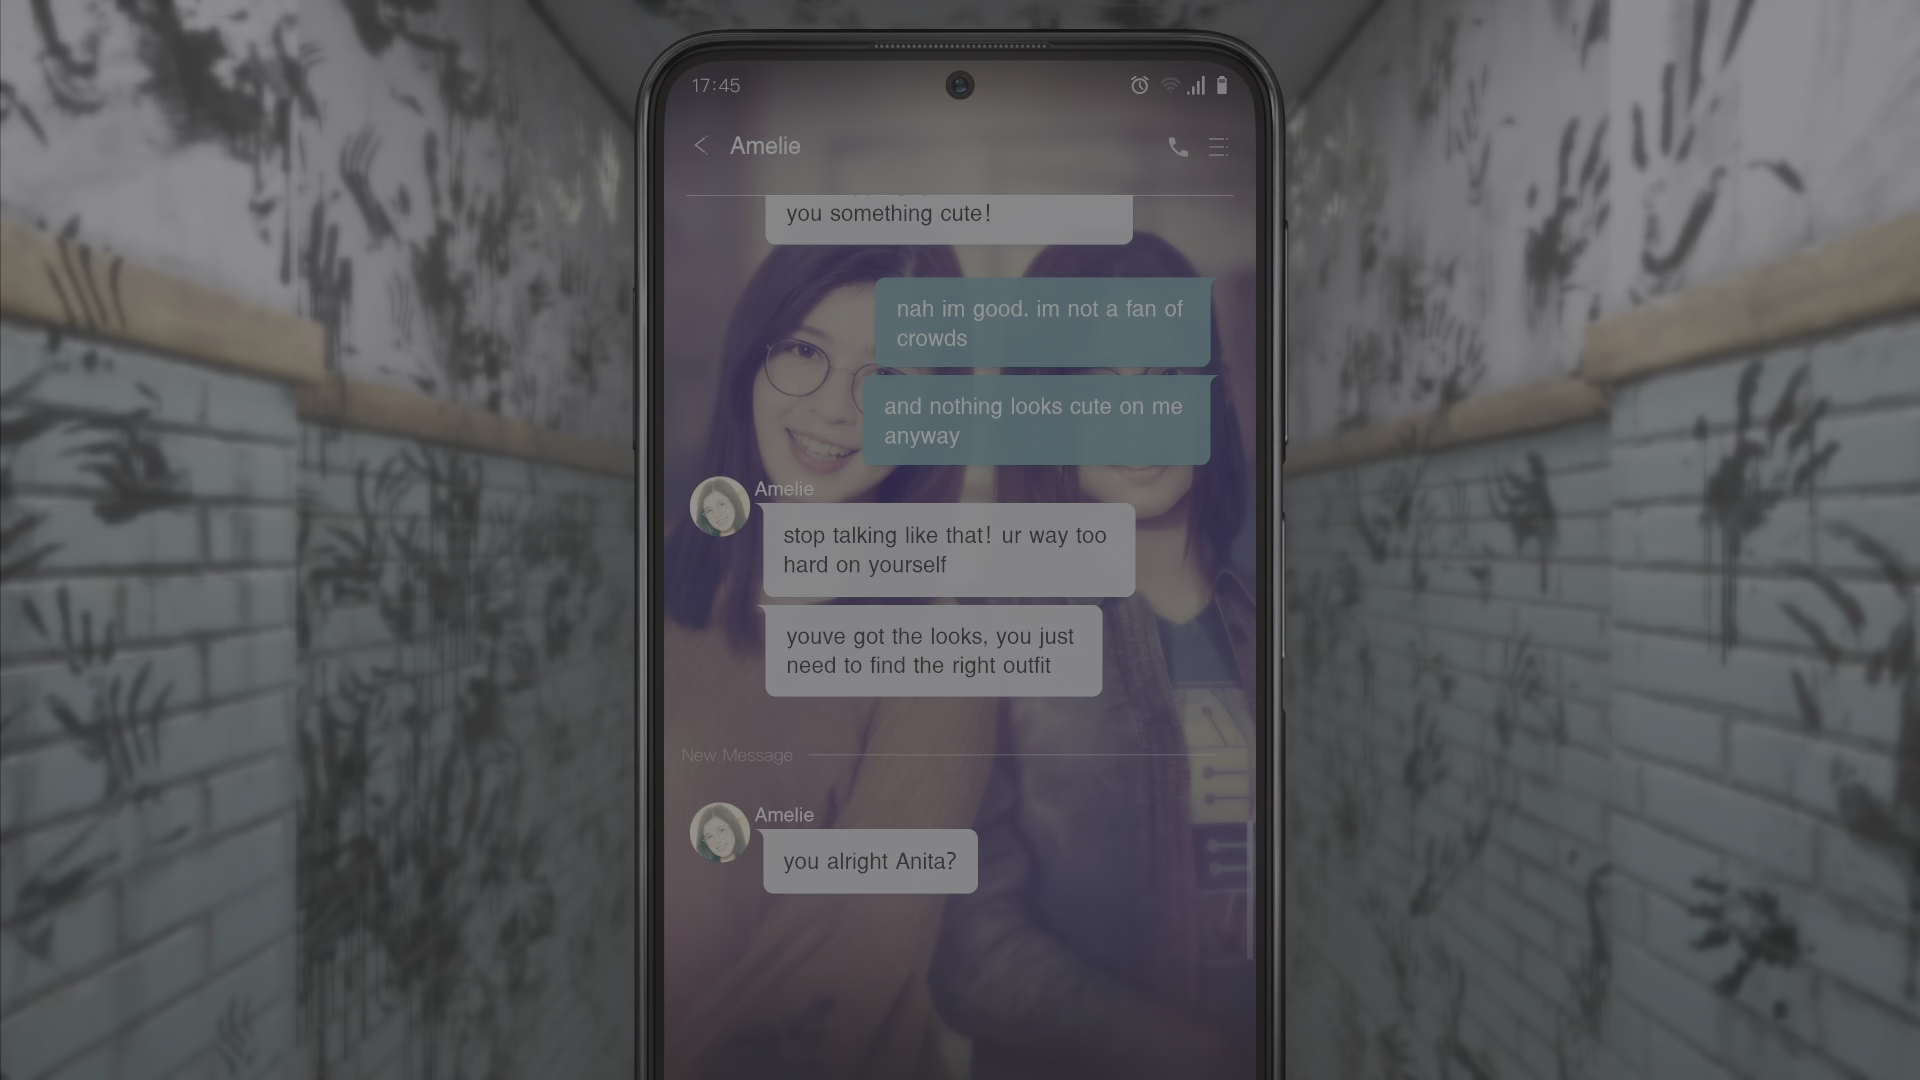 17:45
Amelie
you something cute!
nah im good. im not a fan of
crowds
and nothing looks cute on me
anyway
Amelie
stop talking like that! ur way too
hard on yourself
youve got the looks, you just
need to find the right outfit
New Message
Amelie
you alright Anita?